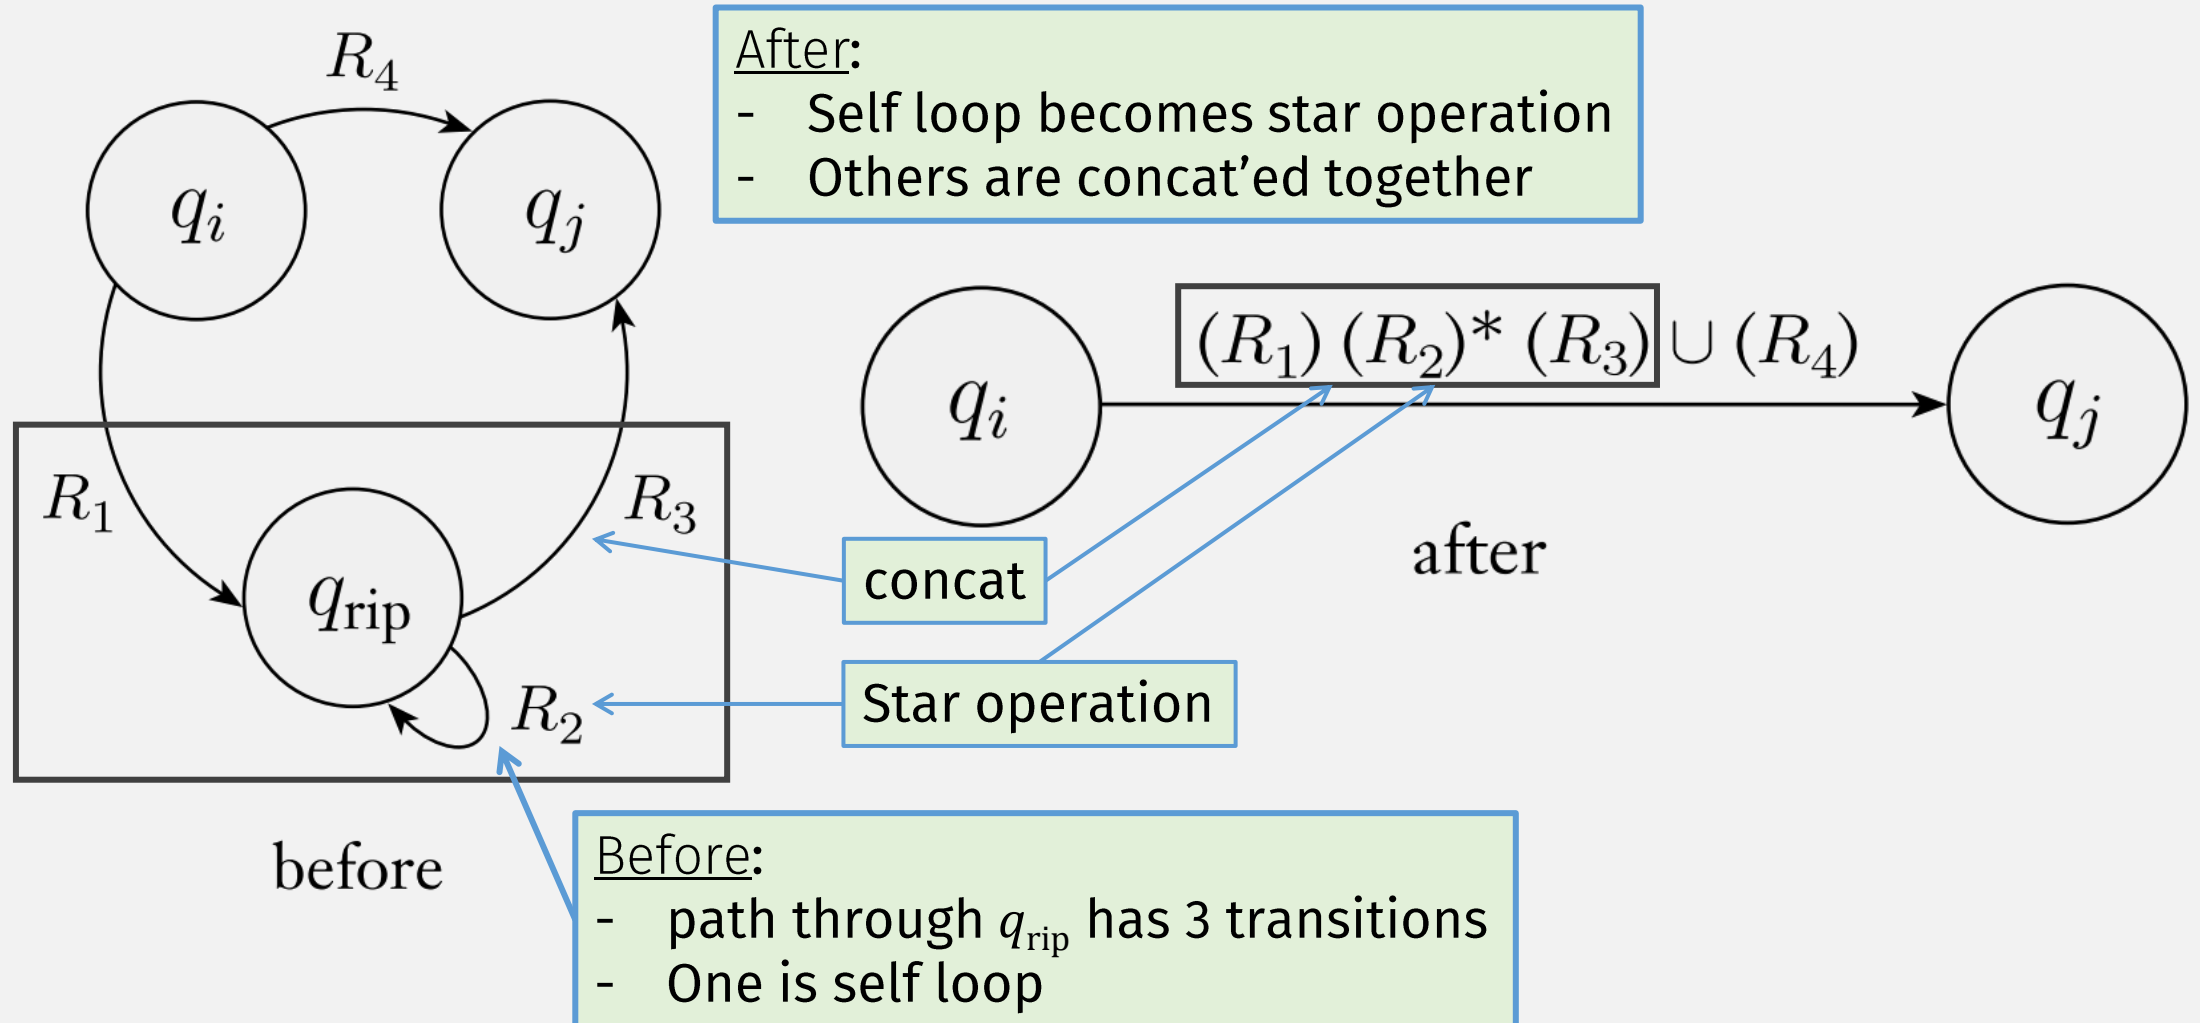 R₄
qᵢ
qⱼ
R₁
R₃
q_rip
R₂
before
After:
- Self loop becomes star operation
- Others are concat’ed together
(R₁) (R₂)* (R₃) ∪ (R₄)
qᵢ
qⱼ
after
concat
Star operation
Before:
- path through q_rip has 3 transitions
- One is self loop